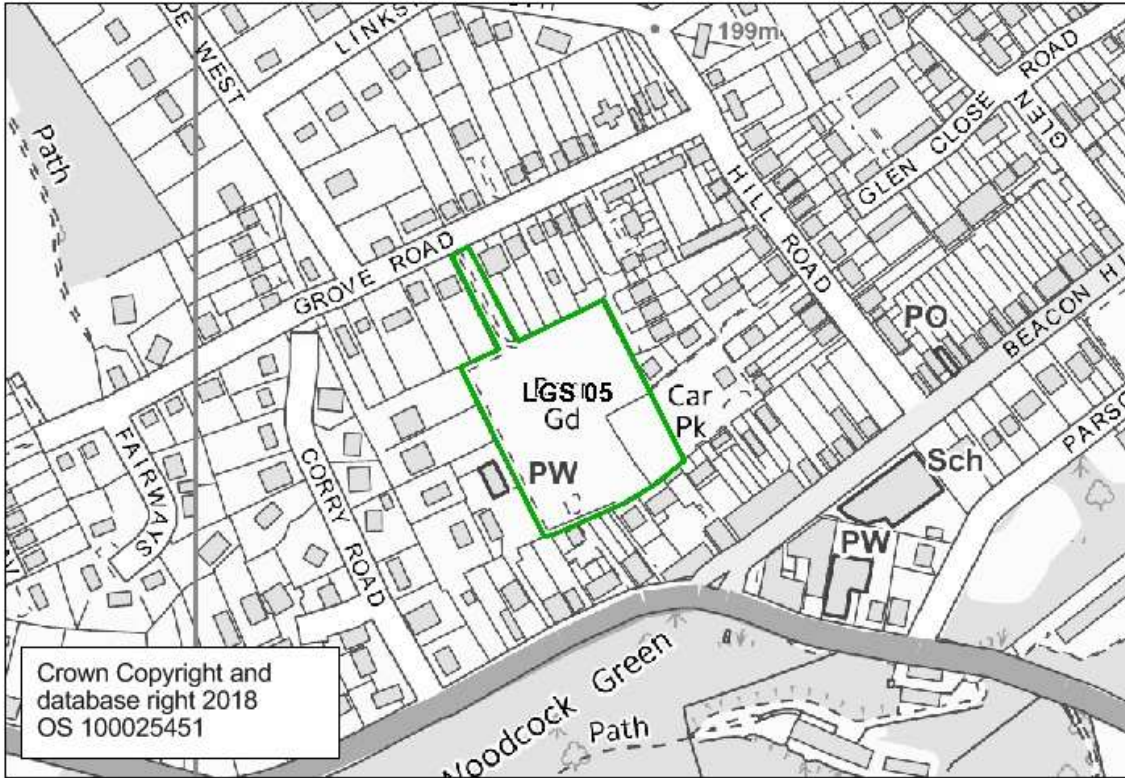 WEST
LINKS
199m
Path
GROVE ROAD
HILL ROAD
GLEN CLOSE
ROAD
GLEN
PO
BEACON HI
LGS 05
Gd
Car
Pk
PW
Sch
PARSO
FAIRWAYS
CORRY ROAD
PW
Woodcock Green
Path
Crown Copyright and
database right 2018
OS 100025451